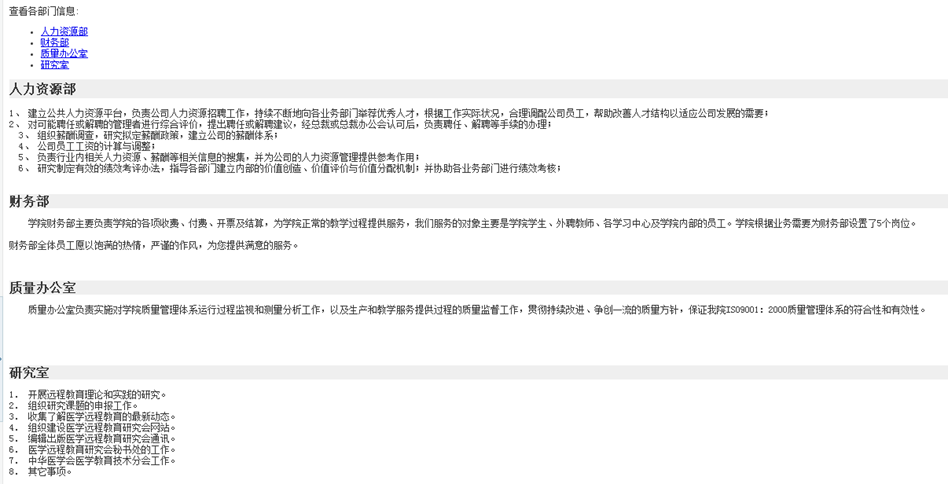 查看各部门信息:
人力资源部
财务部
质量办公室
研究室
人力资源部
1、 建立公共人力资源平台，负责公司人力资源招聘工作，持续不断地向各业务部门举荐优秀人才，根据工作实际状况，合理调配公司员工，帮助改善人才结构以适应公司发展的需要；
2、 对可能聘任或解聘的管理者进行综合评价，提出聘任或解聘建议，经总裁或总裁办公会认可后，负责聘任、解聘等手续的办理；
3、 组织薪酬调查，研究拟定薪酬政策，建立公司的薪酬体系；
4、 公司员工工资的计算与调整；
5、 负责行业内相关人力资源、薪酬等相关信息的搜集，并为公司的人力资源管理提供参考作用；
6、 研究制定有效的绩效考评办法，指导各部门建立内部的价值创造、价值评价与价值分配机制；并协助各业务部门进行绩效考核；
财务部
学院财务部主要负责学院的各项收费、付费、开票及结算，为学院正常的教学过程提供服务，我们服务的对象主要是学院学生、外聘教师、各学习中心及学院内部的员工。学院根据业务需要为财务部设置了5个岗位。
财务部全体员工愿以饱满的热情，严谨的作风，为您提供满意的服务。
质量办公室
质量办公室负责实施对学院质量管理体系运行过程监视和测量分析工作，以及生产和教学服务提供过程的质量监督工作，贯彻持续改进、争创一流的质量方针，保证我院ISO9001：2000质量管理体系的符合性和有效性。
研究室
1. 开展远程教育理论和实践的研究。
2. 组织研究课题的申报工作。
3. 收集了解医学远程教育的最新动态。
4. 组织建设医学远程教育研究会网站。
5. 编辑出版医学远程教育研究会通讯。
6. 医学远程教育研究会秘书处的工作。
7. 中华医学会医学教育技术分会工作。
8. 其它事项。